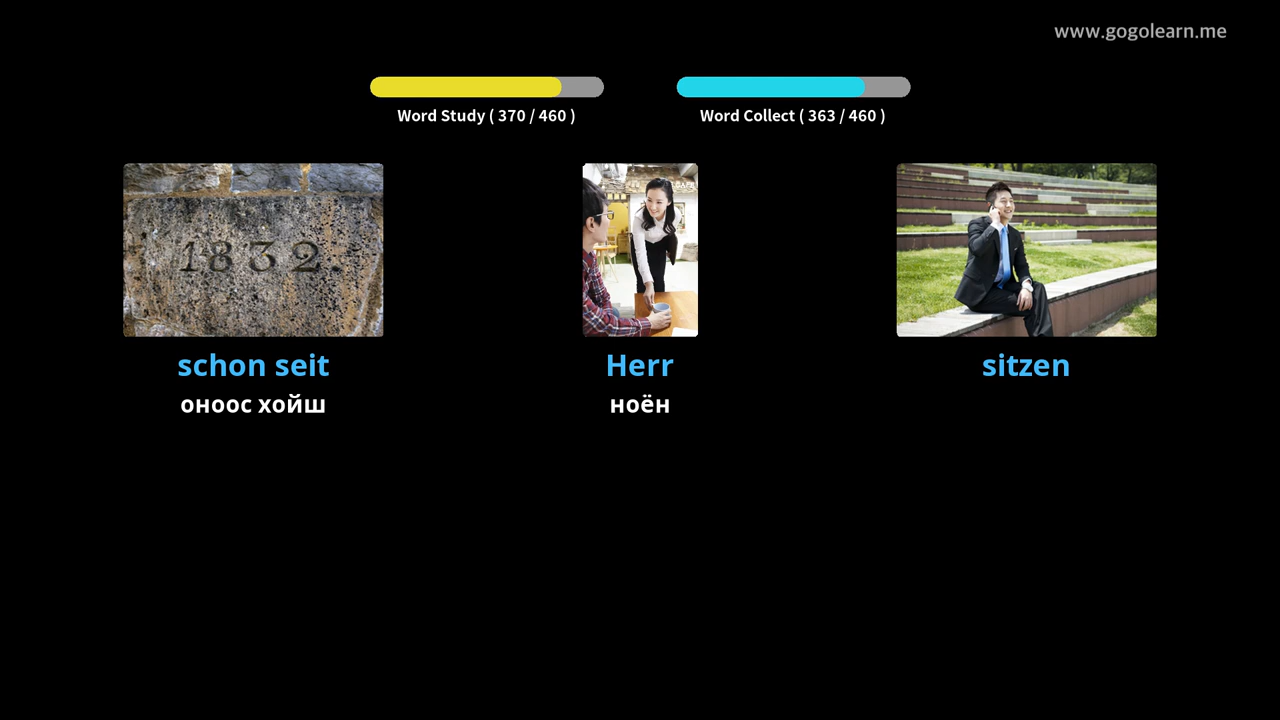 www.gogolearn.me
Word Study ( 370 / 460 )
Word Collect ( 363 / 460 )
1832.
schon seit
Herr
sitzen
оноос хойш
ноён